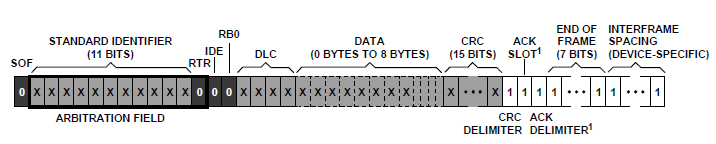 SOF
STANDARD IDENTIFIER
(11 BITS)
RTR
IDE
RB0
DLC
DATA
(0 BYTES TO 8 BYTES)
CRC
(15 BITS)
ACK
SLOT1
END OF
FRAME
(7 BITS)
INTERFRAME
SPACING
(DEVICE-SPECIFIC)
0 X X X X X X X X X X X 0 0 0 X X X X X X X X X X X X X X ••• X 1 1 1 1 ••• 1 1 ••• 1
ARBITRATION FIELD
CRC
DELIMITER
ACK
DELIMITER1